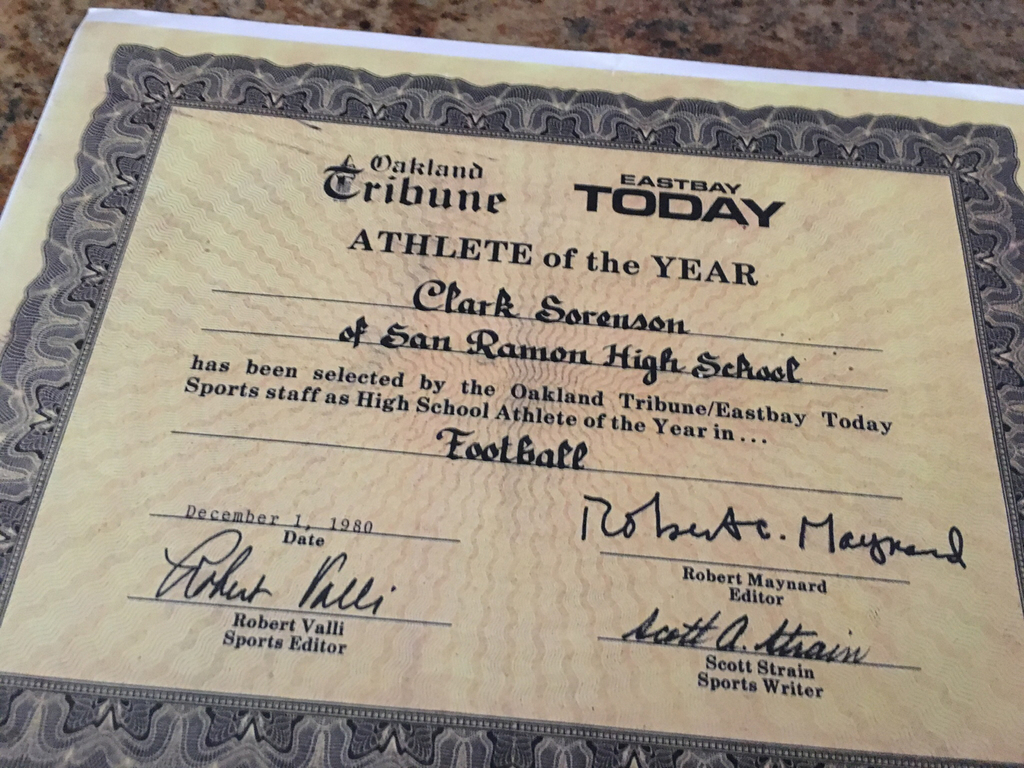 Oakland
Tribune
EASTBAY
TODAY
ATHLETE of the YEAR
Clark Sorenson
of San Ramon High School
has been selected by the Oakland Tribune/Eastbay Today
Sports staff as High School Athlete of the Year in...
Football
December 1, 1980
Date
Robert C. Maynard
Robert Maynard
Editor
Robert Valli
Robert Valli
Sports Editor
Scott A. Strain
Scott Strain
Sports Writer